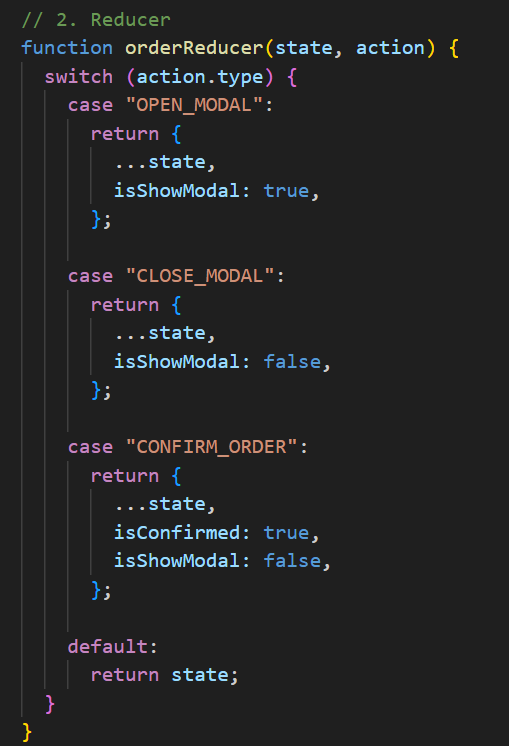 // 2. Reducer
function orderReducer(state, action) {
  switch (action.type) {
    case "OPEN_MODAL":
      return {
        ...state,
        isShowModal: true,
      };

    case "CLOSE_MODAL":
      return {
        ...state,
        isShowModal: false,
      };

    case "CONFIRM_ORDER":
      return {
        ...state,
        isConfirmed: true,
        isShowModal: false,
      };

    default:
      return state;
  }
}